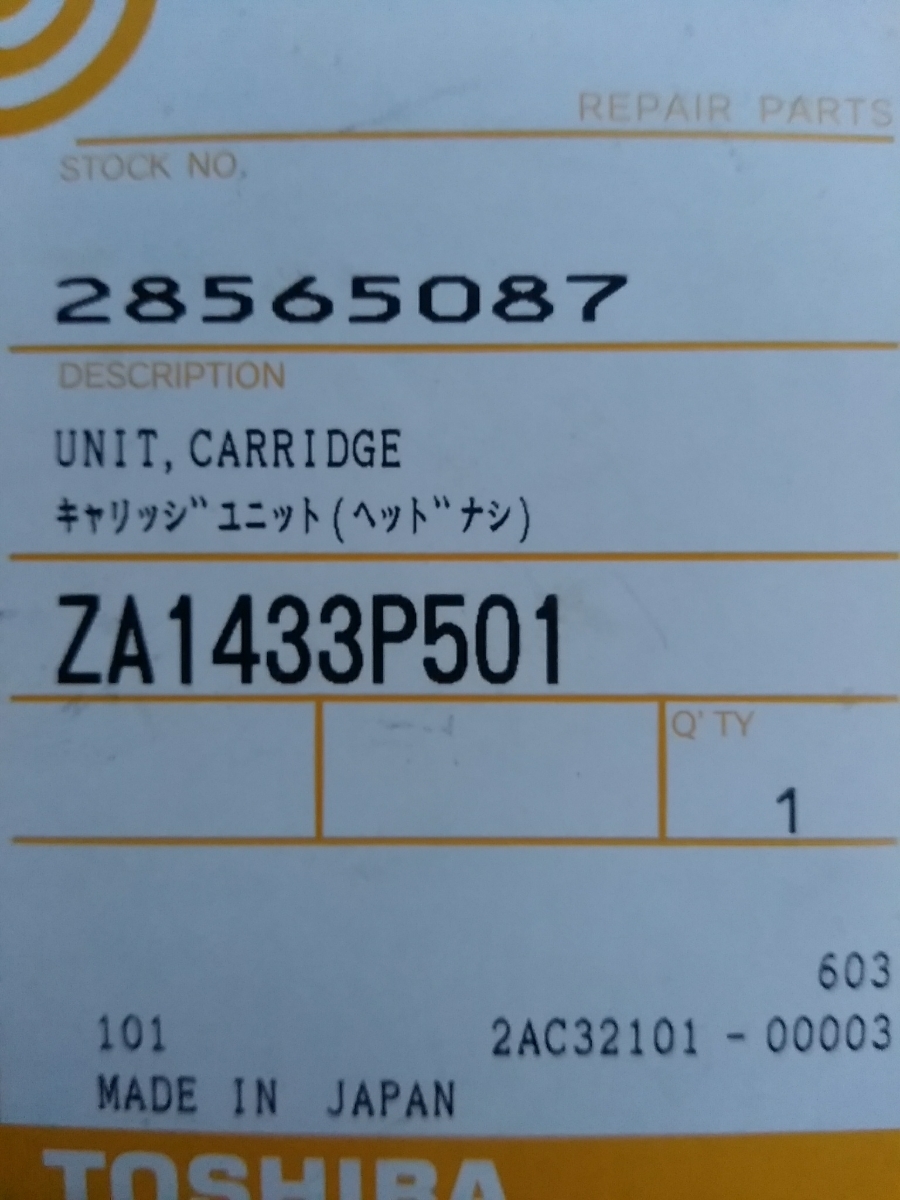 REPAIR PARTS
STOCK NO.
28565087
DESCRIPTION
UNIT, CARRIDGE
キャリッジユニット(ヘッドナシ)
ZA1433P501
Q'TY
1
603
101 2AC32101 - 00003
MADE IN JAPAN
TOSHIBA